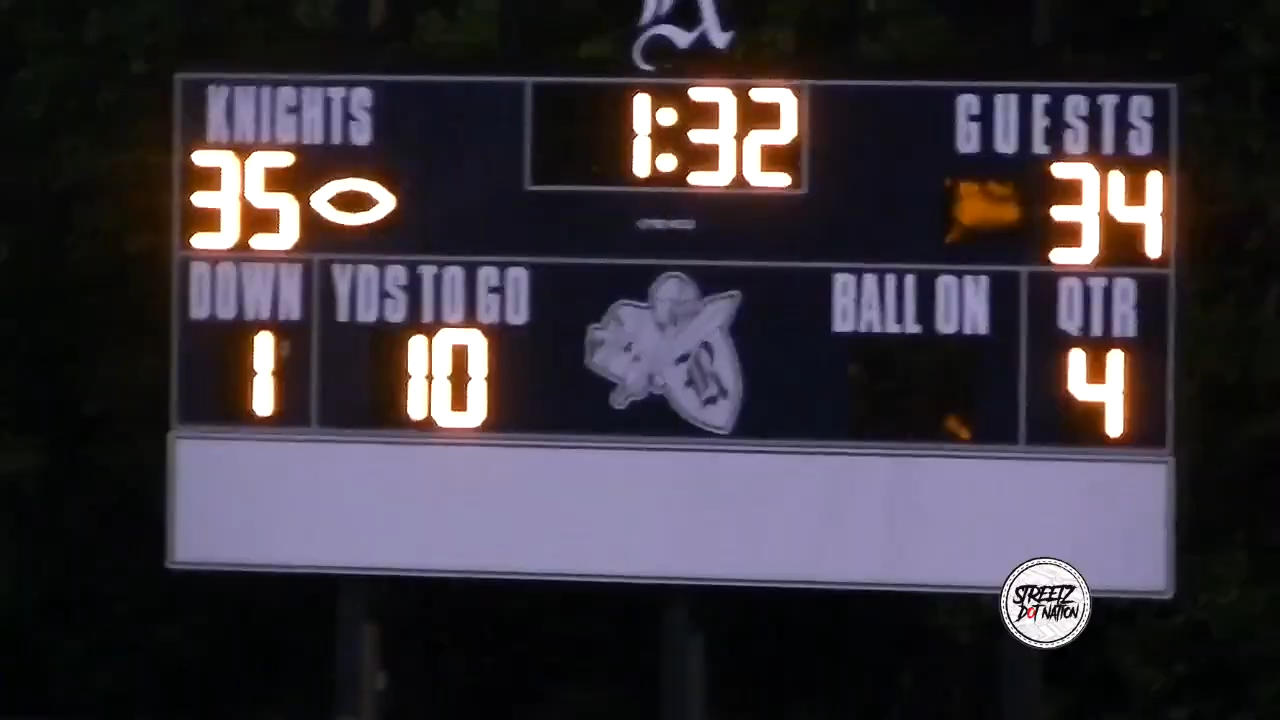 KNIGHTS 1:32 GUESTS
35 34
DOWN YDS TO GO BALL ON QTR
1 10 4
R
STREETZ
DOT NATION